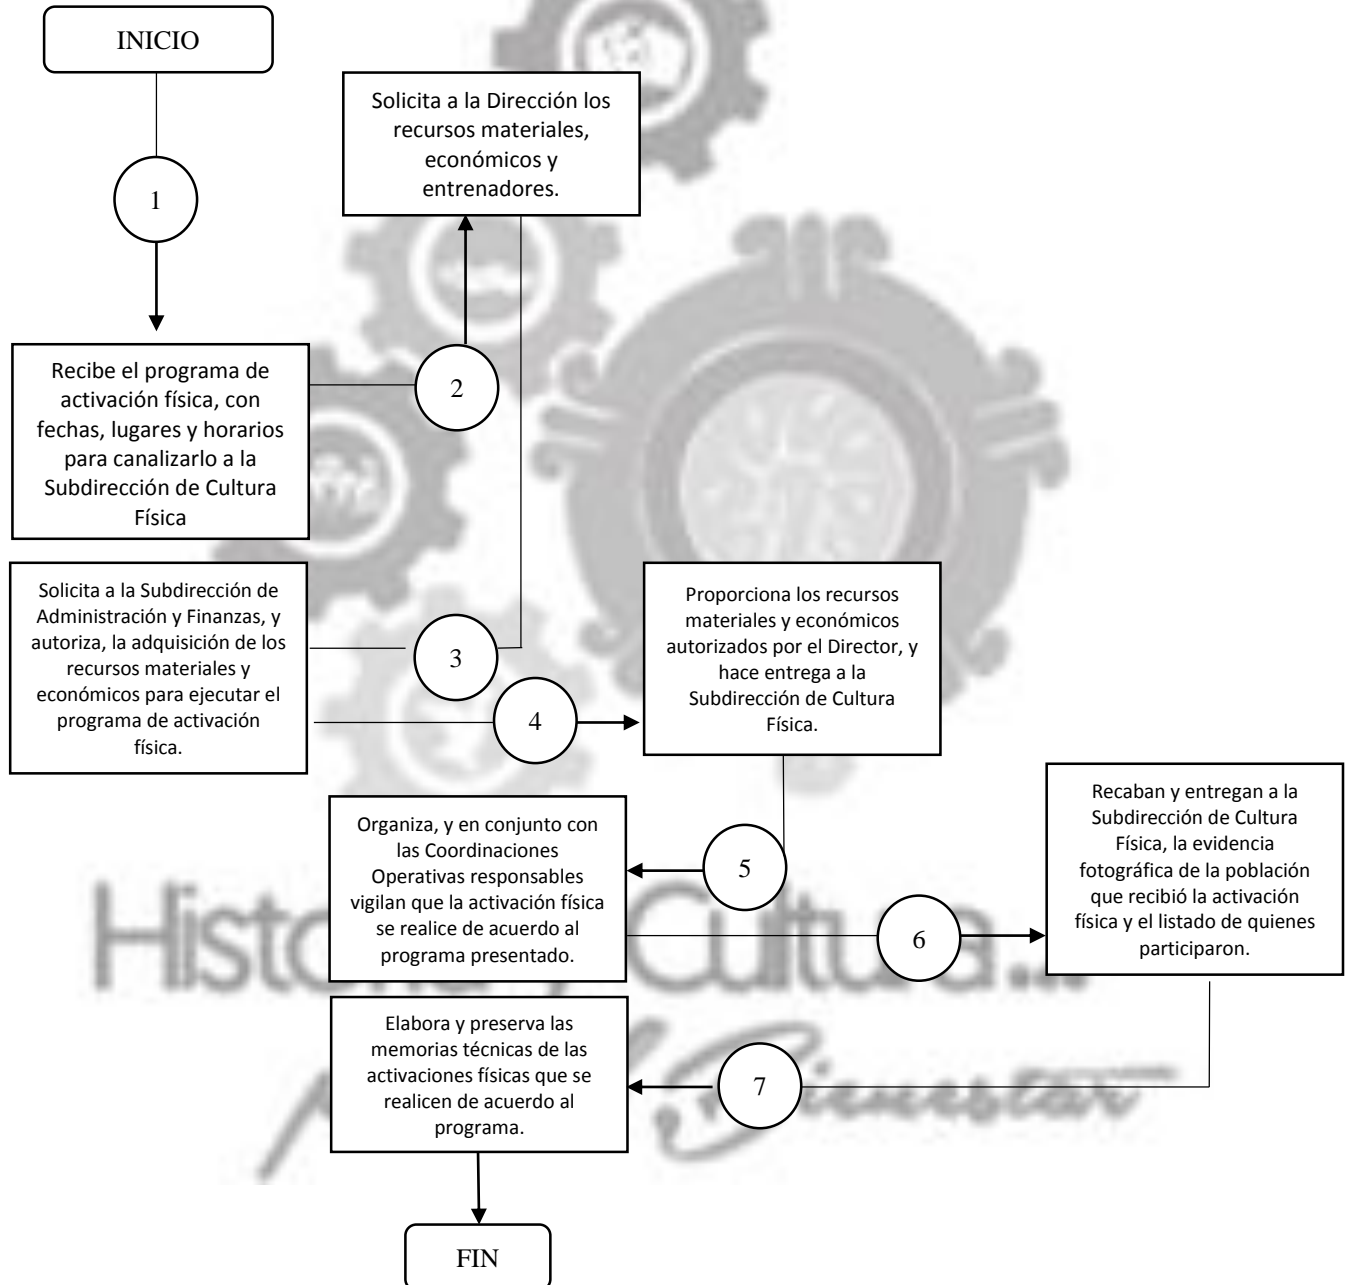 INICIO
1
Solicita a la Dirección los
recursos materiales,
económicos y
entrenadores.
Recibe el programa de
activación física, con
fechas, lugares y horarios
para canalizarlo a la
Subdirección de Cultura
Física
2
Solicita a la Subdirección de
Administración y Finanzas, y
autoriza, la adquisición de los
recursos materiales y
económicos para ejecutar el
programa de activación
física.
3
4
Proporciona los recursos
materiales y económicos
autorizados por el Director, y
hace entrega a la
Subdirección de Cultura
Física.
5
Organiza, y en conjunto con
las Coordinaciones
Operativas responsables
vigilan que la activación física
se realice de acuerdo al
programa presentado.
6
Recaban y entregan a la
Subdirección de Cultura
Física, la evidencia
fotográfica de la población
que recibió la activación
física y el listado de quienes
participaron.
7
Elabora y preserva las
memorias técnicas de las
activaciones físicas que se
realicen de acuerdo al
programa.
FIN
Cultura...
Bienestar